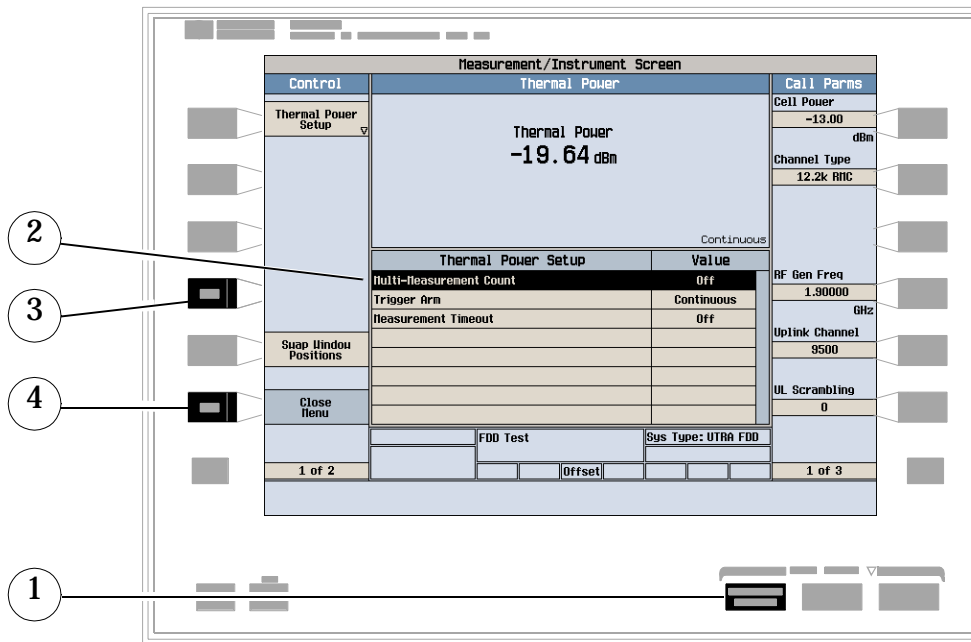 Measurement/Instrument Screen
Control
Thermal Power
Call Parms
Thermal Power
Setup
Thermal Power
-19.64 dBm
Continuous
Cell Power
-13.00
dBm
Channel Type
12.2k RMC
2
Thermal Power Setup
Value
Multi-Measurement Count
Off
Trigger Arm
Continuous
Measurement Timeout
Off
RF Gen Freq
1.90000
GHz
3
Swap Window
Positions
Uplink Channel
9500
4
Close
Menu
UL Scrambling
0
FDD Test
Sys Type: UTRA FDD
1 of 2
Offset
1 of 3
1